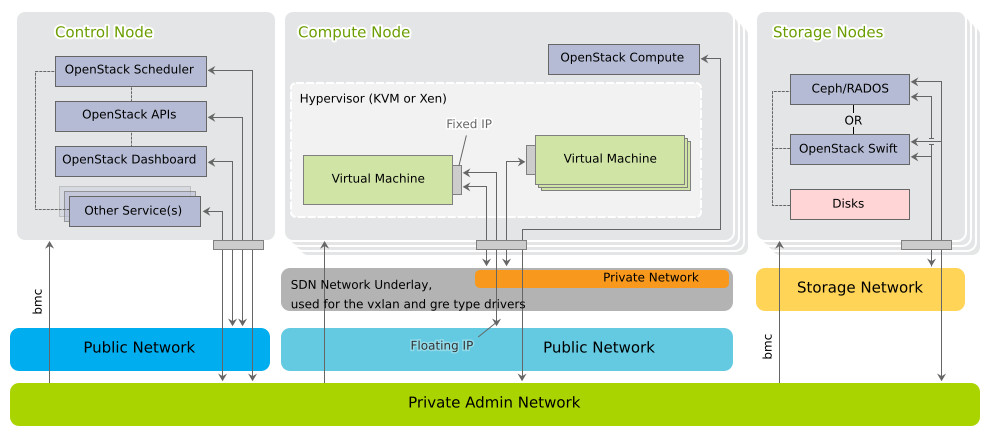 Control Node
OpenStack Scheduler
OpenStack APIs
OpenStack Dashboard
Other Service(s)
bmc
Public Network
Compute Node
OpenStack Compute
Hypervisor (KVM or Xen)
Fixed IP
Virtual Machine
Virtual Machine
Private Network
SDN Network Underlay,
used for the vxlan and gre type drivers
Floating IP
Public Network
Storage Nodes
Ceph/RADOS
OR
OpenStack Swift
Disks
Storage Network
bmc
Private Admin Network